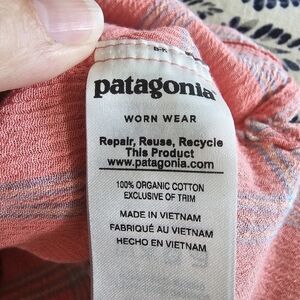 patagonia
WORN WEAR
Repair, Reuse, Recycle
This Product
www.patagonia.com
100% ORGANIC COTTON
EXCLUSIVE OF TRIM
MADE IN VIETNAM
FABRIQUÉ AU VIETNAM
HECHO EN VIETNAM